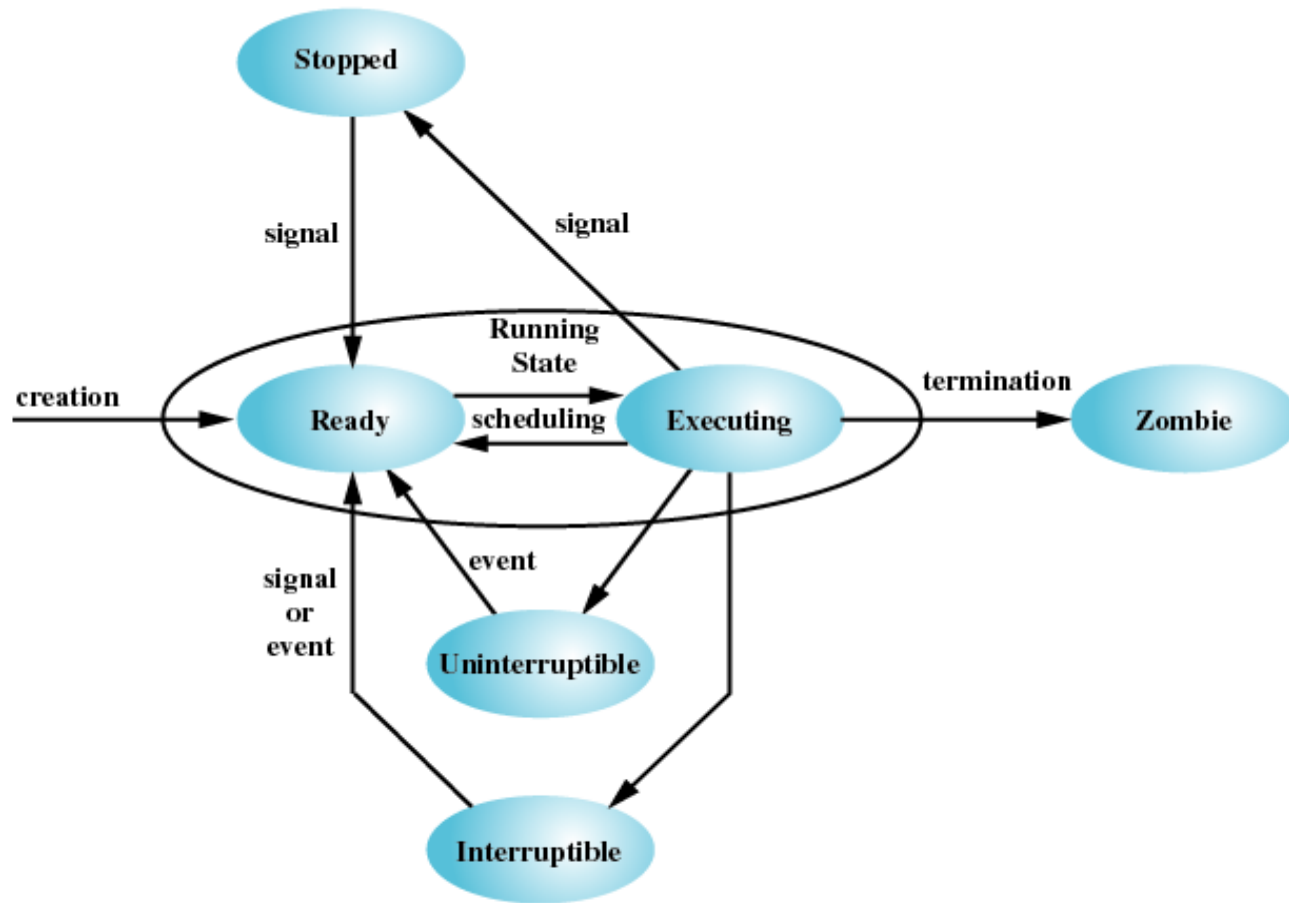 Stopped
signal
signal
Running
State
creation
Ready
scheduling
Executing
termination
Zombie
signal
or
event
event
Uninterruptible
Interruptible